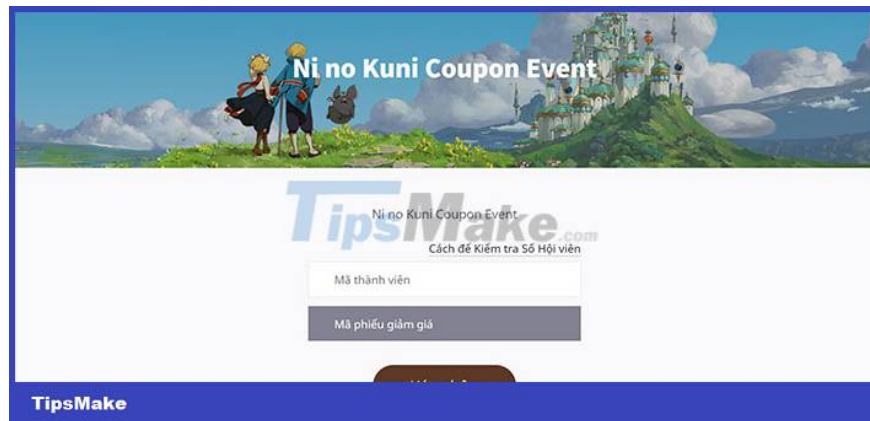 Ni no Kuni Coupon Event
TipsMake.com
Ni no Kuni Coupon Event
Cách để Kiểm tra Số Hội viên
Mã thành viên
Mã phiếu giảm giá
TipsMake